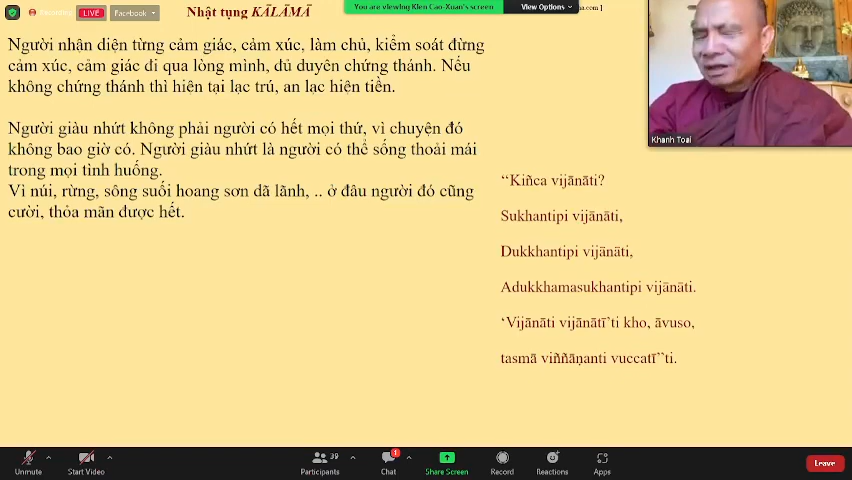 Recording
LIVE
Facebook
Nhật tụng KĀLĀMĀ
You are viewing Kien Cao-Xuan's screen
View Options
.com ]
Người nhận diện từng cảm giác, cảm xúc, làm chủ, kiểm soát đừng
cảm xúc, cảm giác đi qua lòng mình, đủ duyên chứng thánh. Nếu
không chứng thánh thì hiện tại lạc trú, an lạc hiện tiền.
Người giàu nhứt không phải người có hết mọi thứ, vì chuyện đó
không bao giờ có. Người giàu nhứt là người có thể sống thoải mái
trong mọi tình huống.
Vì núi, rừng, sông suối hoang sơn dã lãnh, .. ở đâu người đó cũng
cười, thỏa mãn được hết.
Khanh Toai
“Kiñca vijānāti?
Sukhantipi vijānāti,
Dukkhantipi vijānāti,
Adukkhamasukhantipi vijānāti.
‘Vijānāti vijānātī’ti kho, āvuso,
tasmā viññāṇanti vuccatī”ti.
Unmute
Start Video
Participants
39
Chat
1
Share Screen
Record
Reactions
Apps
Leave